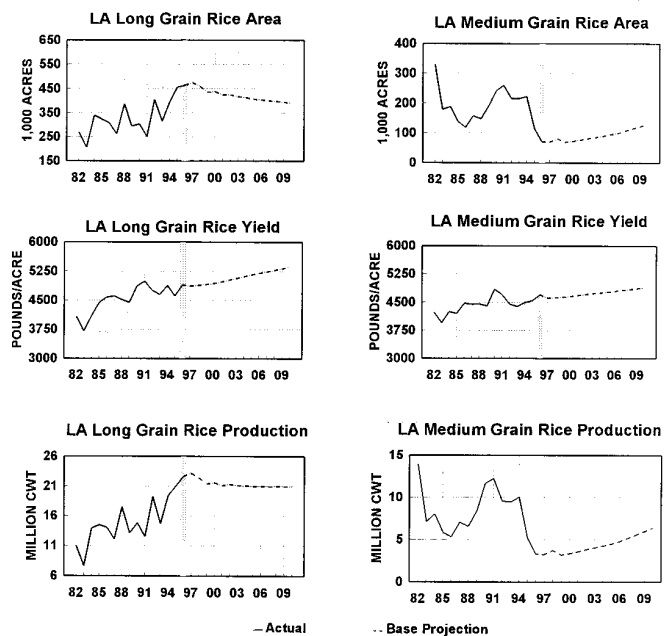 LA Long Grain Rice Area
1,000 ACRES
650
550
450
350
250
150
82 85 88 91 94 97 00 03 06 09
LA Medium Grain Rice Area
1,000 ACRES
400
300
200
100
0
82 85 88 91 94 97 00 03 06 09
LA Long Grain Rice Yield
POUNDS/ACRE
6000
5250
4500
3750
3000
82 85 88 91 94 97 00 03 06 09
LA Medium Grain Rice Yield
POUNDS/ACRE
6000
5250
4500
3750
3000
82 85 88 91 94 97 00 03 06 09
LA Long Grain Rice Production
MILLION CWT
26
21
16
11
6
82 85 88 91 94 97 00 03 06 09
LA Medium Grain Rice Production
MILLION CWT
15
10
5
0
82 85 88 91 94 97 00 03 06 09
Actual
Base Projection